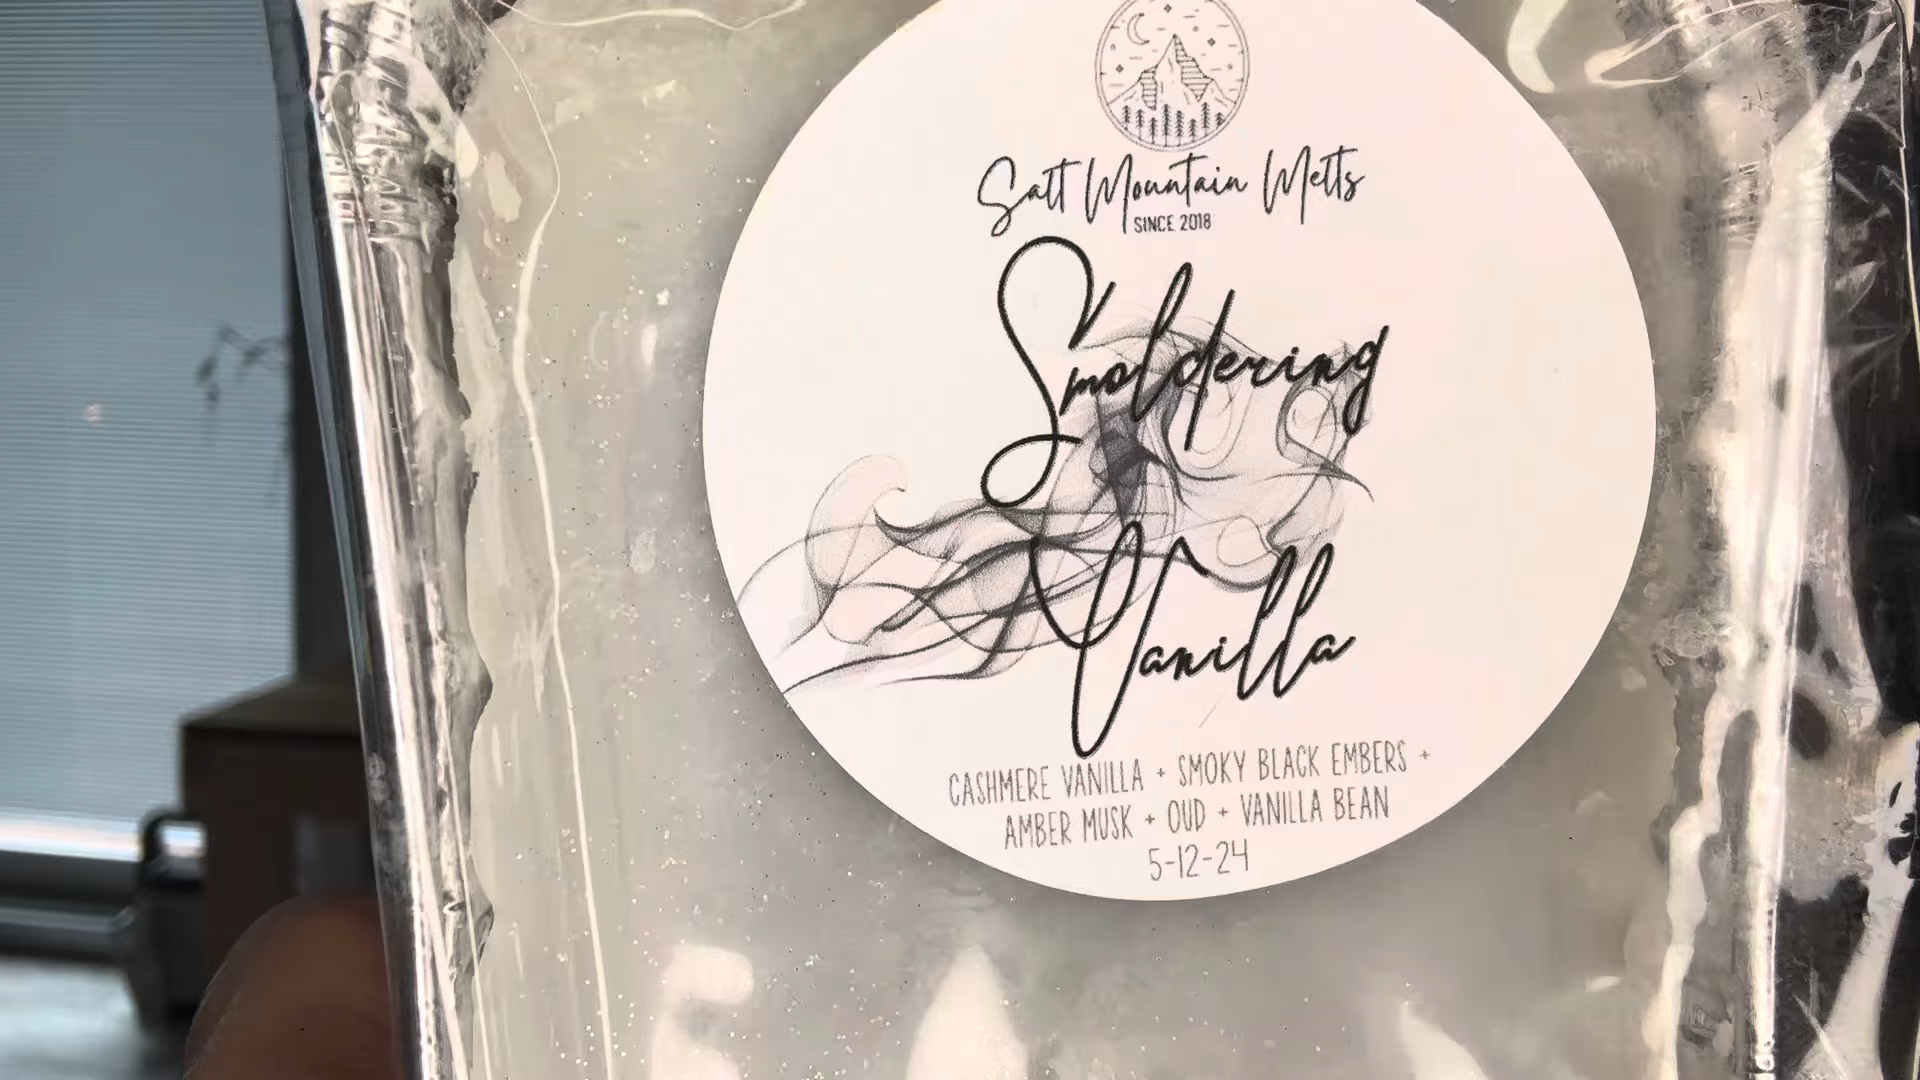 Salt Mountain Melts
SINCE 2018
Smoldering
Vanilla
CASHMERE VANILLA + SMOKY BLACK EMBERS +
AMBER MUSK + OUD + VANILLA BEAN
5-12-24